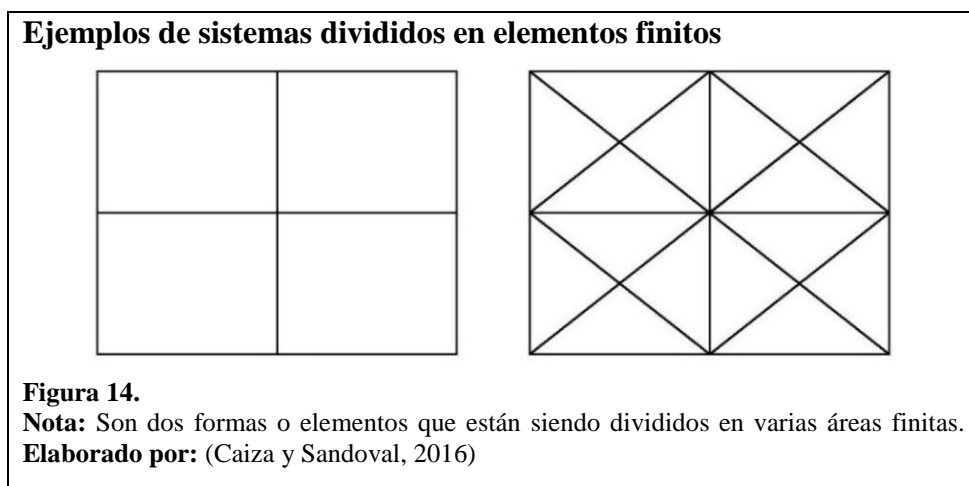 Ejemplos de sistemas divididos en elementos finitos
Figura 14.
Nota: Son dos formas o elementos que están siendo divididos en varias áreas finitas.
Elaborado por: (Caiza y Sandoval, 2016)